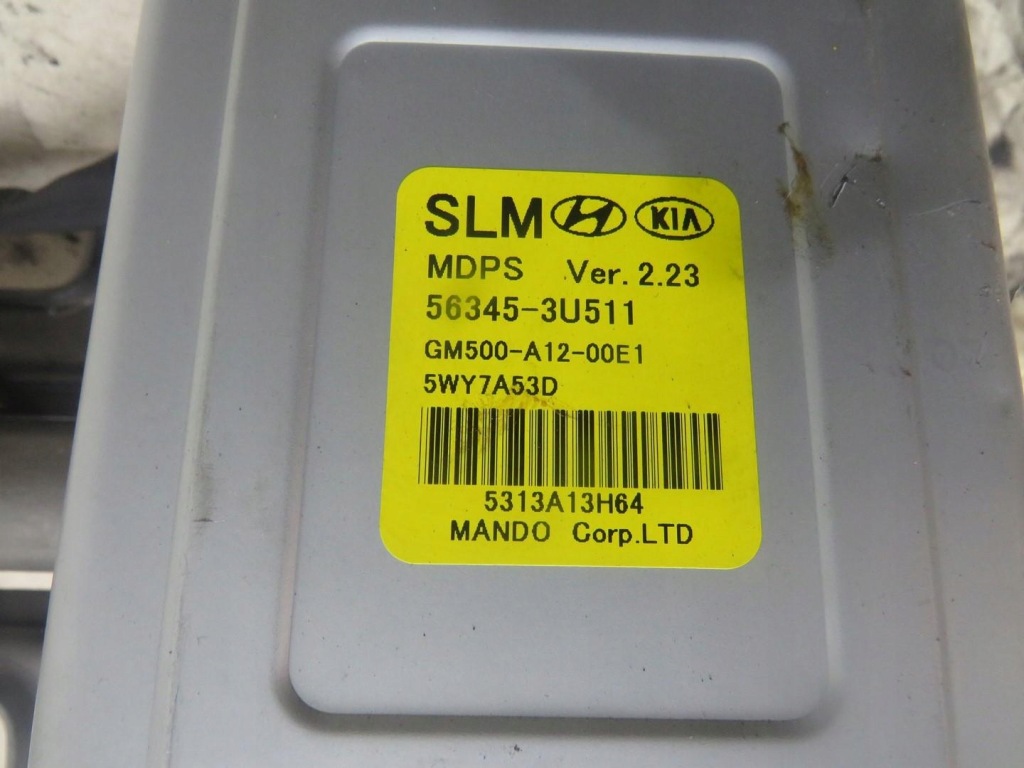 SLM H KIA
MDPS Ver. 2.23
56345-3U511
GM500-A12-00E1
5WY7A53D
5313A13H64
MANDO Corp.LTD